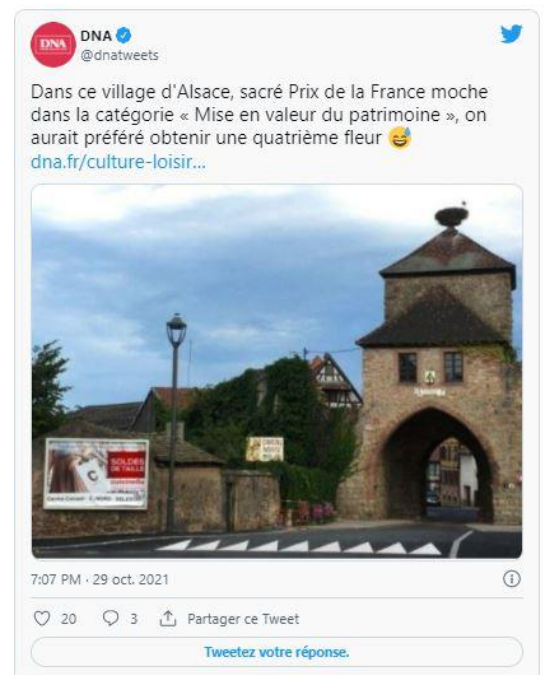 DNA
DNA
@dnatweets
Dans ce village d'Alsace, sacré Prix de la France moche
dans la catégorie « Mise en valeur du patrimoine », on
aurait préféré obtenir une quatrième fleur 😅
dna.fr/culture-loisir...
SOLDES
DE TAILLE
7:07 PM · 29 oct. 2021
20
3
Partager ce Tweet
Tweetez votre réponse.